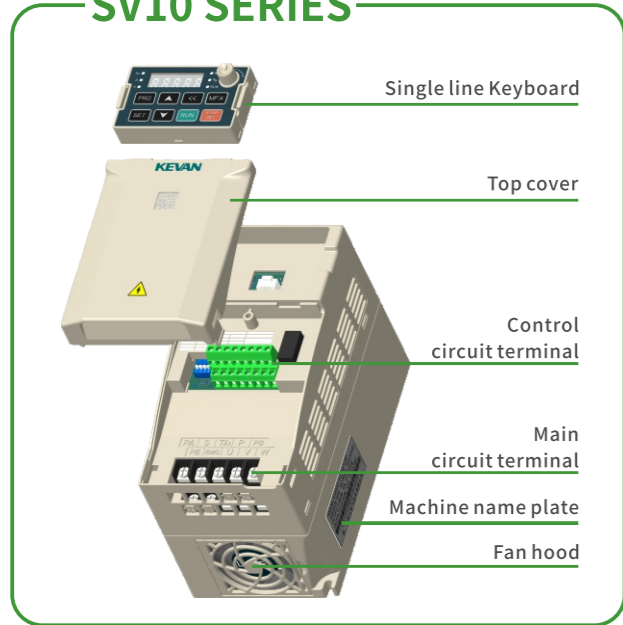 SV10 SERIES
Single line Keyboard
PRG
MFK
SET
RUN
KEVAN
Top cover
Control
circuit terminal
Main
circuit terminal
Machine name plate
Fan hood